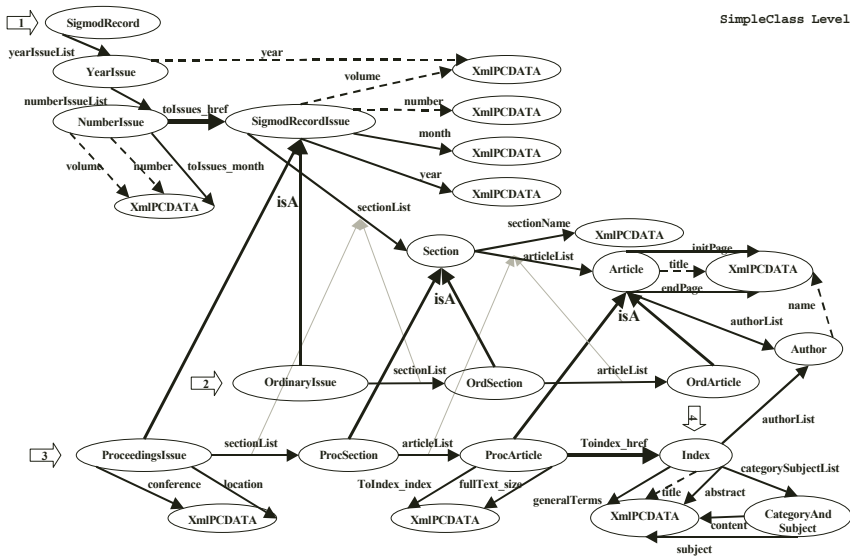 1
SigmodRecord
SimpleClass Level
yearIssueList
year
YearIssue
XmlPCDATA
volume
numberIssueList
toIssues_href
number
NumberIssue
SigmodRecordIssue
XmlPCDATA
month
volume
number
toIssues_month
XmlPCDATA
year
XmlPCDATA
XmlPCDATA
isA
sectionList
sectionName
XmlPCDATA
Section
articleList
initPage
Article
title
XmlPCDATA
endPage
isA
isA
name
authorList
Author
2
OrdinaryIssue
sectionList
OrdSection
articleList
OrdArticle
4
authorList
3
ProceedingsIssue
sectionList
ProcSection
articleList
ProcArticle
Toindex_href
Index
conference
location
ToIndex_index
fullText_size
categorySubjectList
generalTerms
title
abstract
XmlPCDATA
XmlPCDATA
XmlPCDATA
content
CategoryAnd
Subject
subject